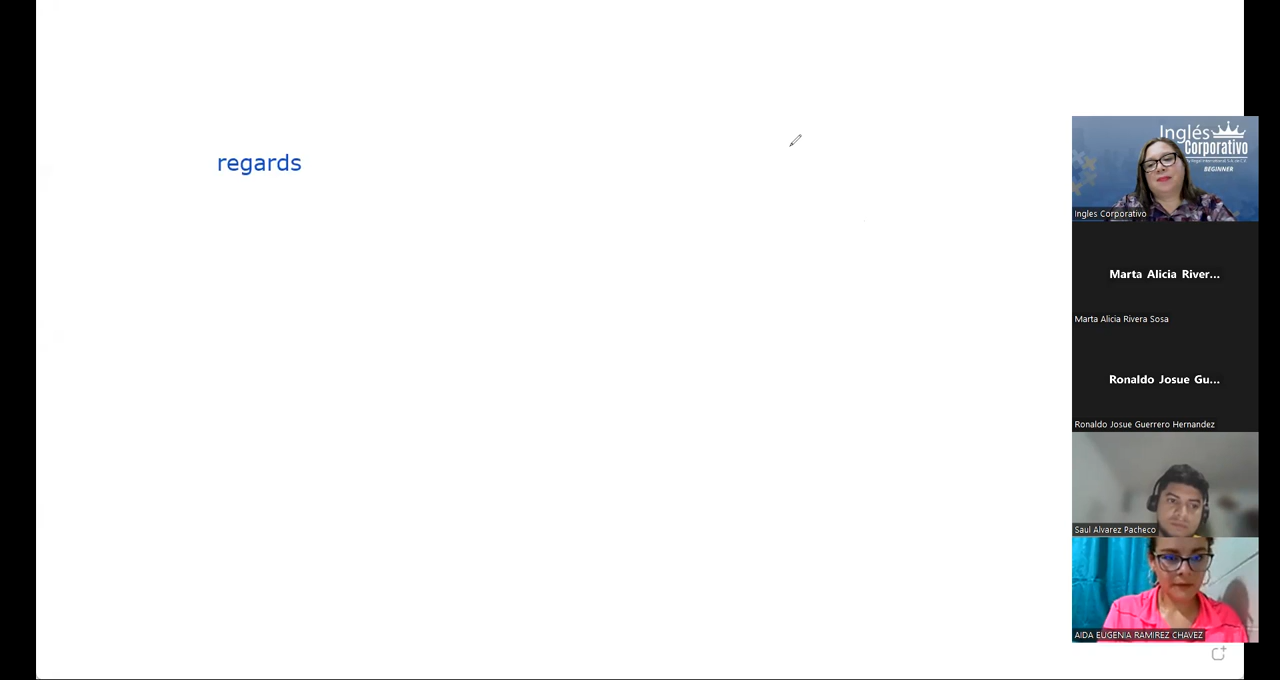 regards
Inglés
Corporativo
BEGINNER
Ingles Corporativo
Marta Alicia River...
Marta Alicia Rivera Sosa
Ronaldo Josue Gu...
Ronaldo Josue Guerrero Hernandez
Saul Alvarez Pacheco
AIDA EUGENIA RAMIREZ CHAVEZ